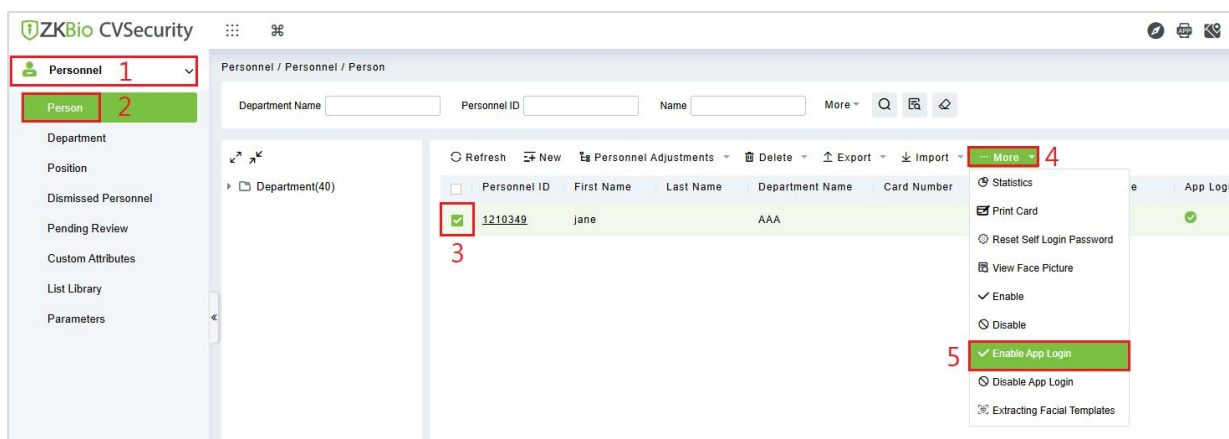 ZKBio CVSecurity
APP
Personnel 1
Personnel / Personnel / Person
Person 2
Department Name
Personnel ID
Name
More
Department
Position
Dismissed Personnel
Pending Review
Custom Attributes
List Library
Parameters
Department(40)
Refresh New Personnel Adjustments Delete Export Import ··· More 4
Personnel ID First Name Last Name Department Name Card Number e App Logi
1210349 jane AAA
3
Statistics
Print Card
Reset Self Login Password
View Face Picture
Enable
Disable
5 Enable App Login
Disable App Login
Extracting Facial Templates